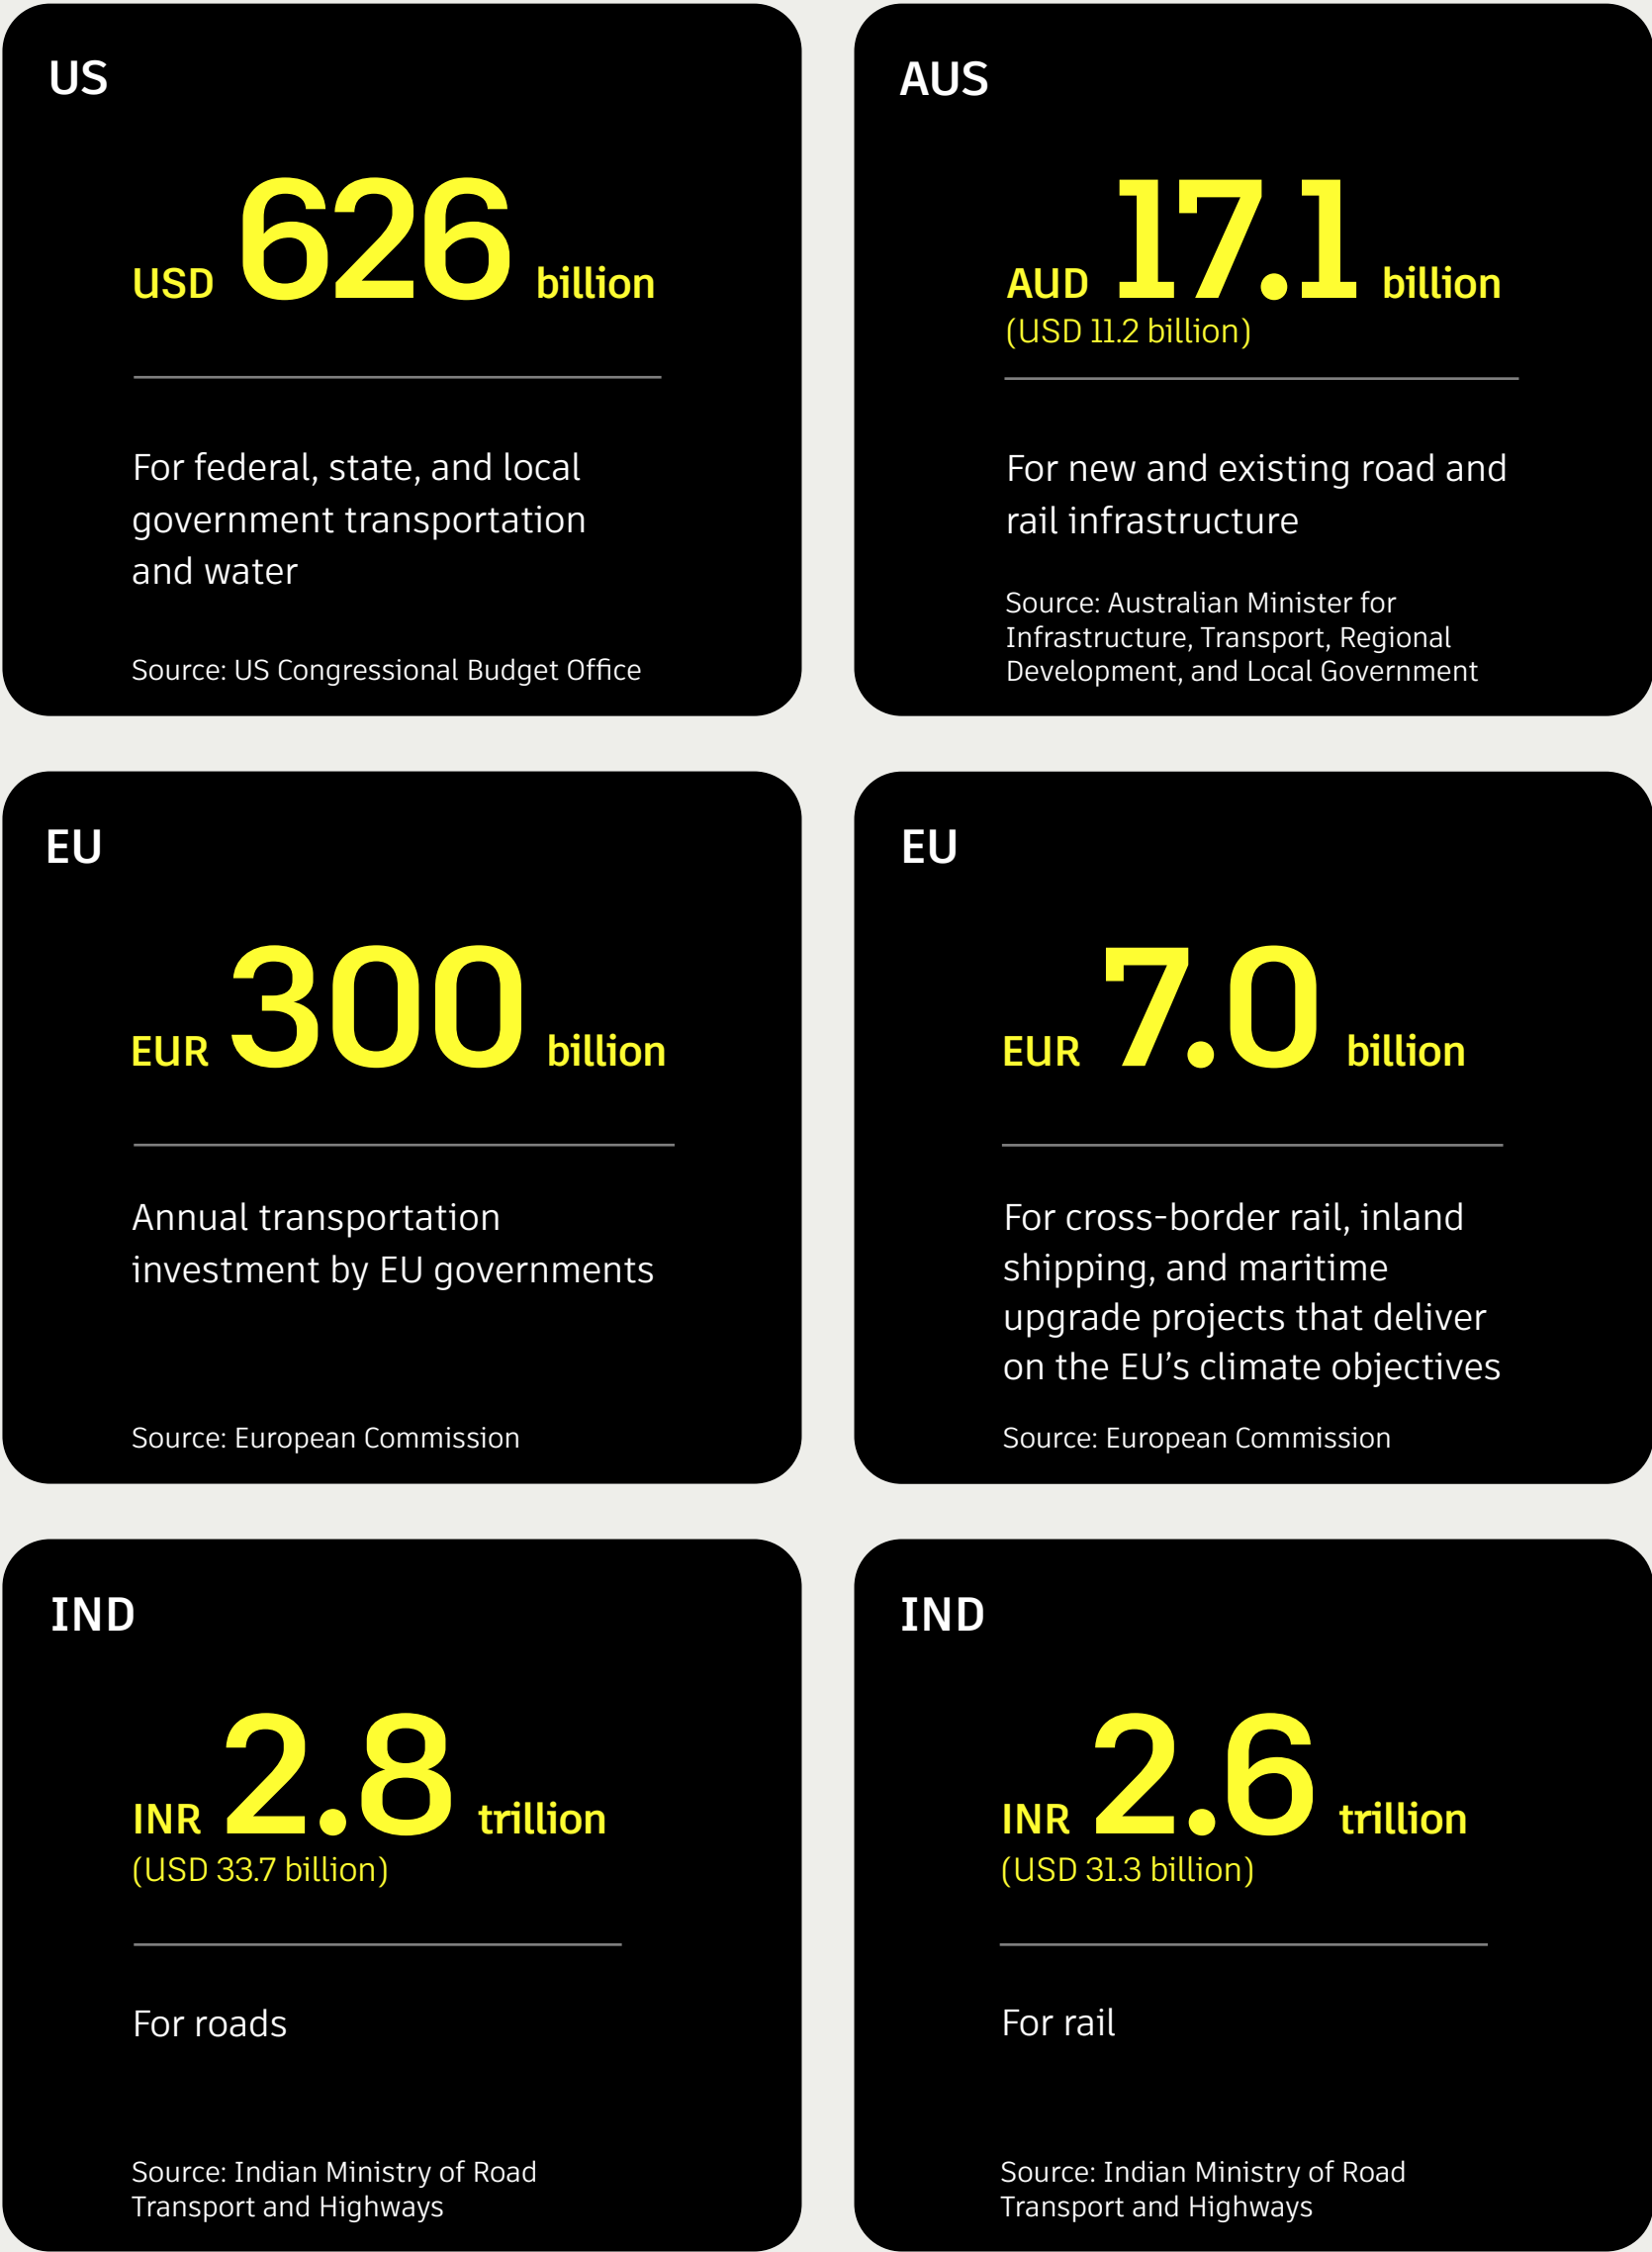 US
USD 626 billion
For federal, state, and local
government transportation
and water
Source: US Congressional Budget Office
AUS
AUD 17.1 billion
(USD 11.2 billion)
For new and existing road and
rail infrastructure
Source: Australian Minister for
Infrastructure, Transport, Regional
Development, and Local Government
EU
EUR 300 billion
Annual transportation
investment by EU governments
Source: European Commission
EU
EUR 7.0 billion
For cross-border rail, inland
shipping, and maritime
upgrade projects that deliver
on the EU’s climate objectives
Source: European Commission
IND
INR 2.8 trillion
(USD 33.7 billion)
For roads
Source: Indian Ministry of Road
Transport and Highways
IND
INR 2.6 trillion
(USD 31.3 billion)
For rail
Source: Indian Ministry of Road
Transport and Highways